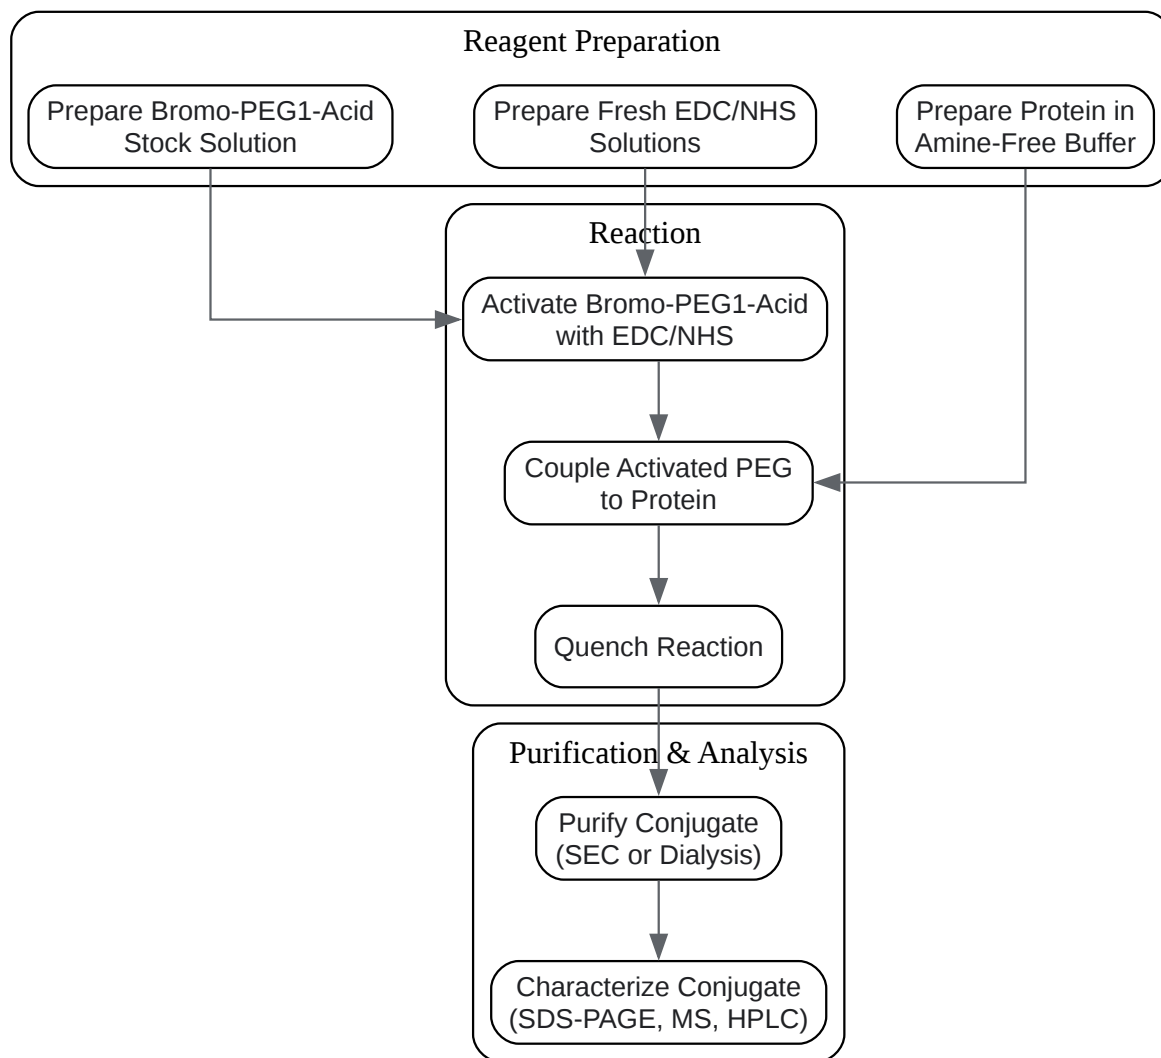 Reagent Preparation
Prepare Bromo-PEG1-Acid
Stock Solution
Prepare Fresh EDC/NHS
Solutions
Prepare Protein in
Amine-Free Buffer
Reaction
Activate Bromo-PEG1-Acid
with EDC/NHS
Couple Activated PEG
to Protein
Quench Reaction
Purification & Analysis
Purify Conjugate
(SEC or Dialysis)
Characterize Conjugate
(SDS-PAGE, MS, HPLC)